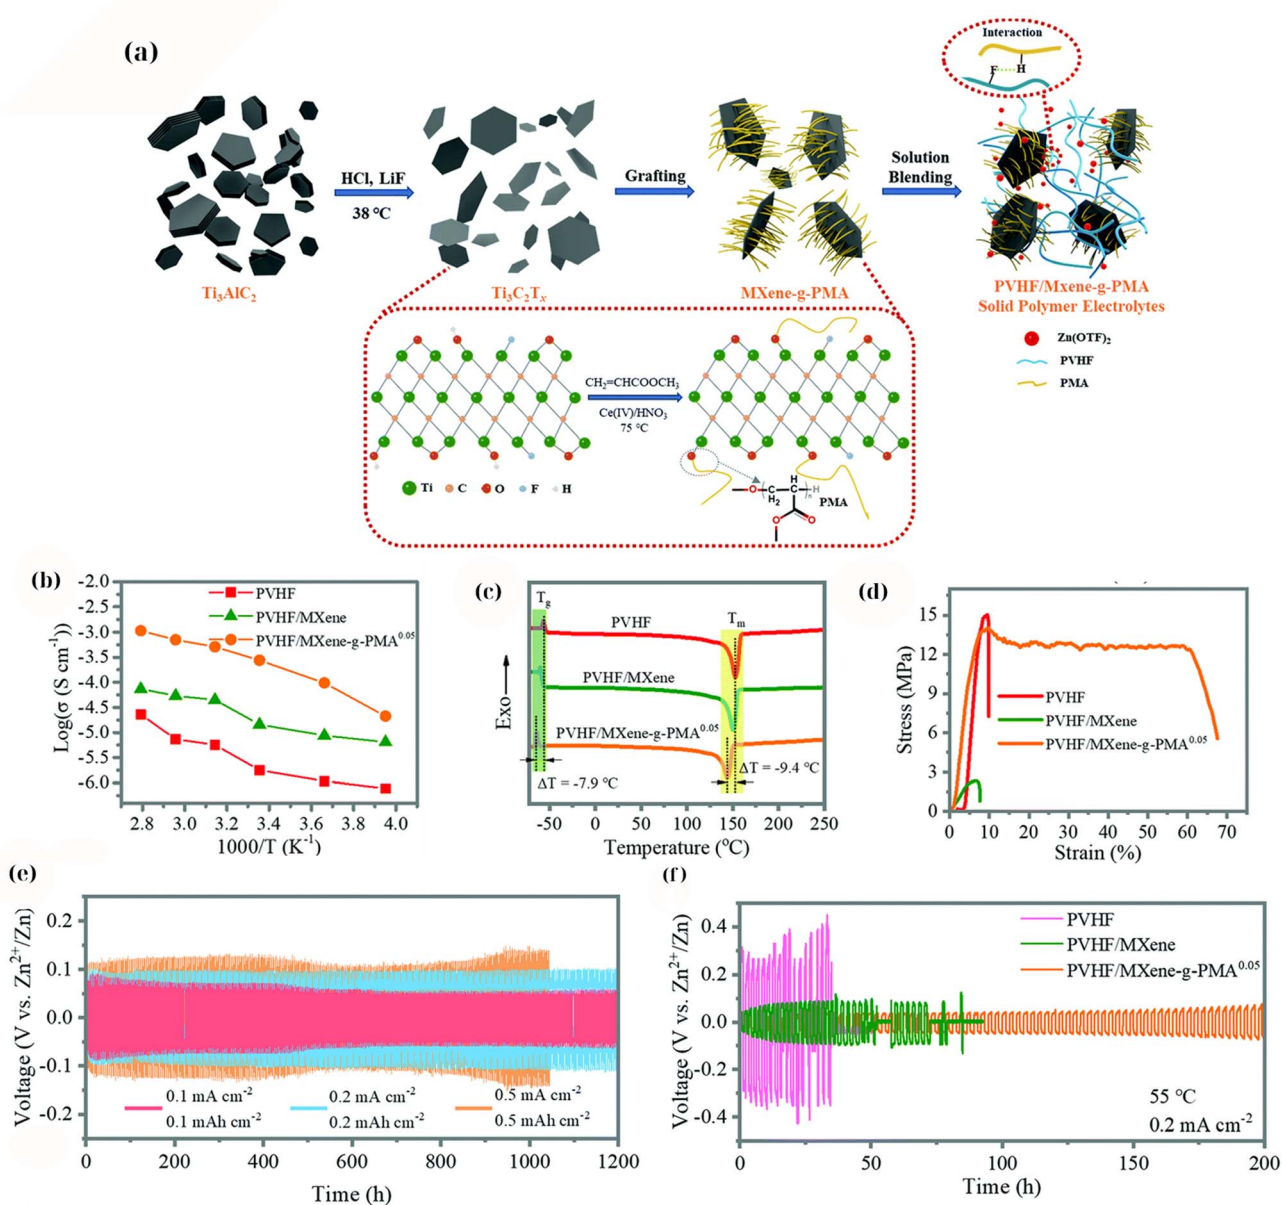 (a)
Interaction
F
H
HCl, LiF
38 °C
Grafting
Solution
Blending
Ti₃AlC₂
Ti₃C₂Tₓ
MXene-g-PMA
PVHF/Mxene-g-PMA
Solid Polymer Electrolytes
Zn(OTF)₂
PVHF
PMA
CH₂=CHCOOCH₃
Ce(IV)/HNO₃
75 °C
Ti C O F H
O
C
H₂
H
C
H
n
PMA
O
O
(b)
-2.0
-3.0
-3.5
-4.0
-4.5
-5.0
-5.5
-6.0
Log(σ (S cm⁻¹))
PVHF
PVHF/MXene
PVHF/MXene-g-PMA⁰·⁰⁵
2.8 3.0 3.2 3.4 3.6 3.8 4.0
1000/T (K⁻¹)
(c)
Exo
Tg
Tm
PVHF
PVHF/MXene
PVHF/MXene-g-PMA⁰·⁰⁵
ΔT = -7.9 °C
ΔT = -9.4 °C
-50 0 50 100 150 200 250
Temperature (°C)
(d)
15
12
9
6
3
0
Stress (MPa)
PVHF
PVHF/MXene
PVHF/MXene-g-PMA⁰·⁰⁵
0 10 20 30 40 50 60 70
Strain (%)
(e)
0.2
0.1
0.0
-0.1
-0.2
Voltage (V vs. Zn²⁺/Zn)
0.1 mA cm⁻² 0.2 mA cm⁻² 0.5 mA cm⁻²
0.1 mAh cm⁻² 0.2 mAh cm⁻² 0.5 mAh cm⁻²
0 200 400 600 800 1000 1200
Time (h)
(f)
0.4
0.2
0.0
-0.2
-0.4
Voltage (V vs. Zn²⁺/Zn)
PVHF
PVHF/MXene
PVHF/MXene-g-PMA⁰·⁰⁵
55 °C
0.2 mA cm⁻²
0 50 100 150 200
Time (h)